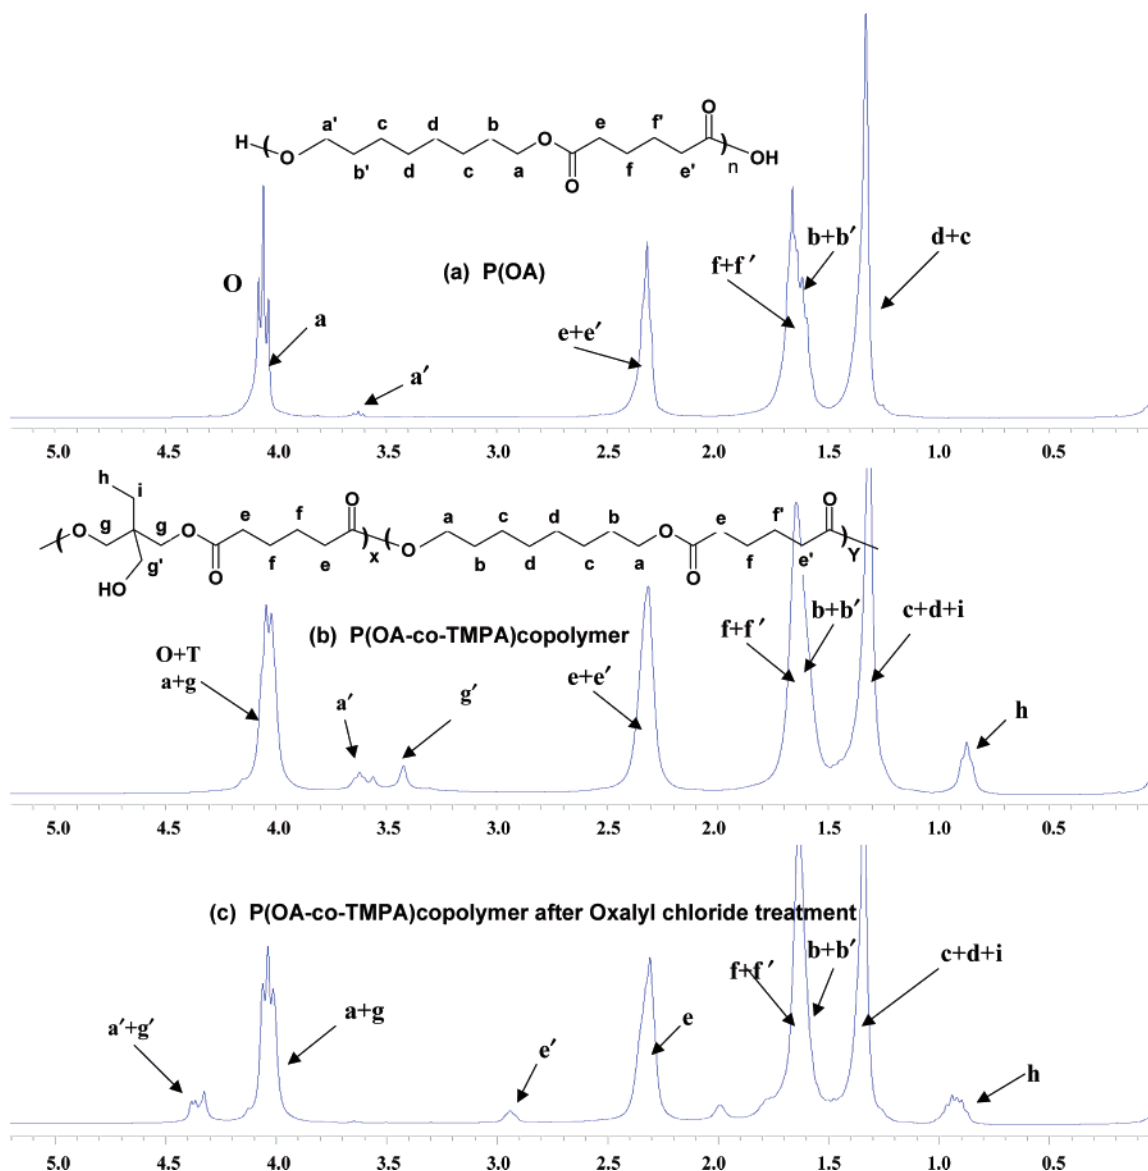 O
a' c d b O e f' O
H ( O b' d c a O f e' ) n OH
(a) P(OA)
O
a
a′
e+e′
f+f ′
b+b′
d+c
5.0 4.5 4.0 3.5 3.0 2.5 2.0 1.5 1.0 0.5
h i
O O
( O g g O e f ) x ( O a c d b O e f' ) Y
g' O f e b d c a O f e'
HO
(b) P(OA-co-TMPA)copolymer
O+T
a+g
a′
g′
e+e′
f+f ′
b+b′
c+d+i
h
5.0 4.5 4.0 3.5 3.0 2.5 2.0 1.5 1.0 0.5
(c) P(OA-co-TMPA)copolymer after Oxalyl chloride treatment
a′+g′
a+g
e′
e
f+f ′
b+b′
c+d+i
h
5.0 4.5 4.0 3.5 3.0 2.5 2.0 1.5 1.0 0.5